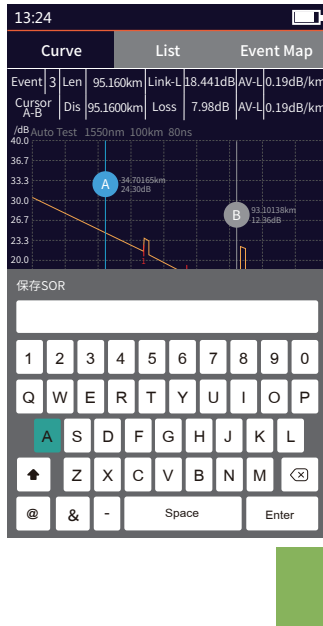 13:24
Curve List Event Map
Event 3 Len 95.160km Link-L 18.441dB AV-L 0.19dB/km
Cursor A-B Dis 95.1600km Loss 7.98dB AV-L 0.19dB/km
/dB Auto Test 1550nm 100km 80ns
40.0
36.7
33.3
30.0
26.7
23.3
20.0
A 34.70165km
24.30dB
B 93.10138km
12.36dB
1
保存SOR
1 2 3 4 5 6 7 8 9 0
Q W E R T Y U I O P
A S D F G H J K L
Z X C V B N M
@ & - Space Enter